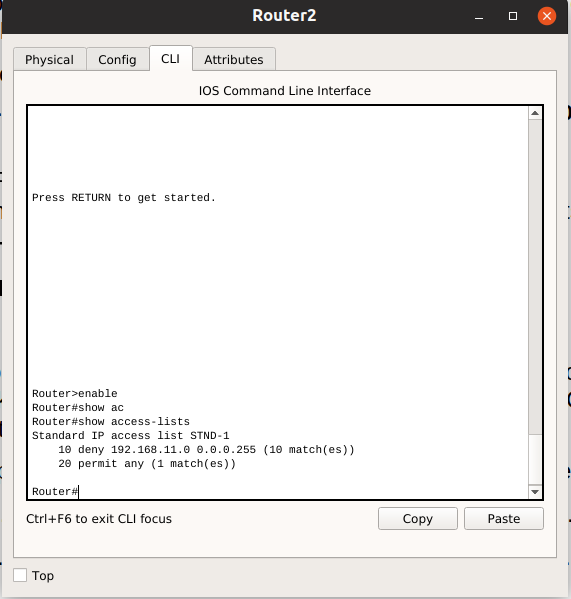 Router2
Physical Config CLI Attributes
IOS Command Line Interface
Press RETURN to get started.
Router>enable
Router#show ac
Router#show access-lists
Standard IP access list STND-1
    10 deny 192.168.11.0 0.0.0.255 (10 match(es))
    20 permit any (1 match(es))
Router#
Ctrl+F6 to exit CLI focus
Copy Paste
Top